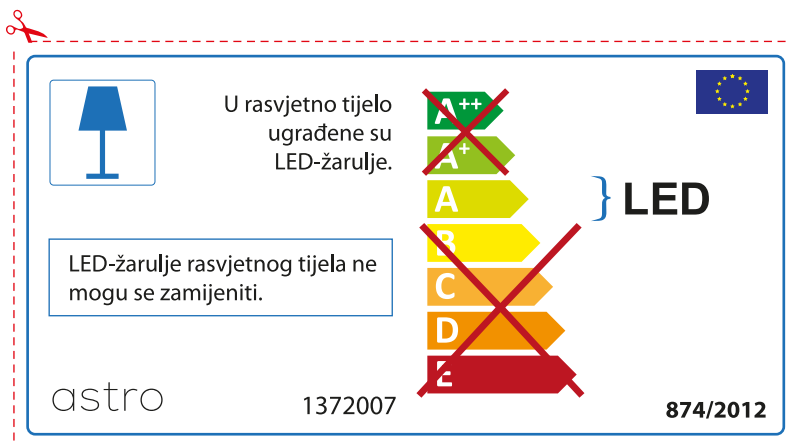 U rasvjetno tijelo
ugrađene su
LED-žarulje.
LED-žarulje rasvjetnog tijela ne
mogu se zamijeniti.
A++
A+
A
B
C
D
E
LED
astro
1372007
874/2012